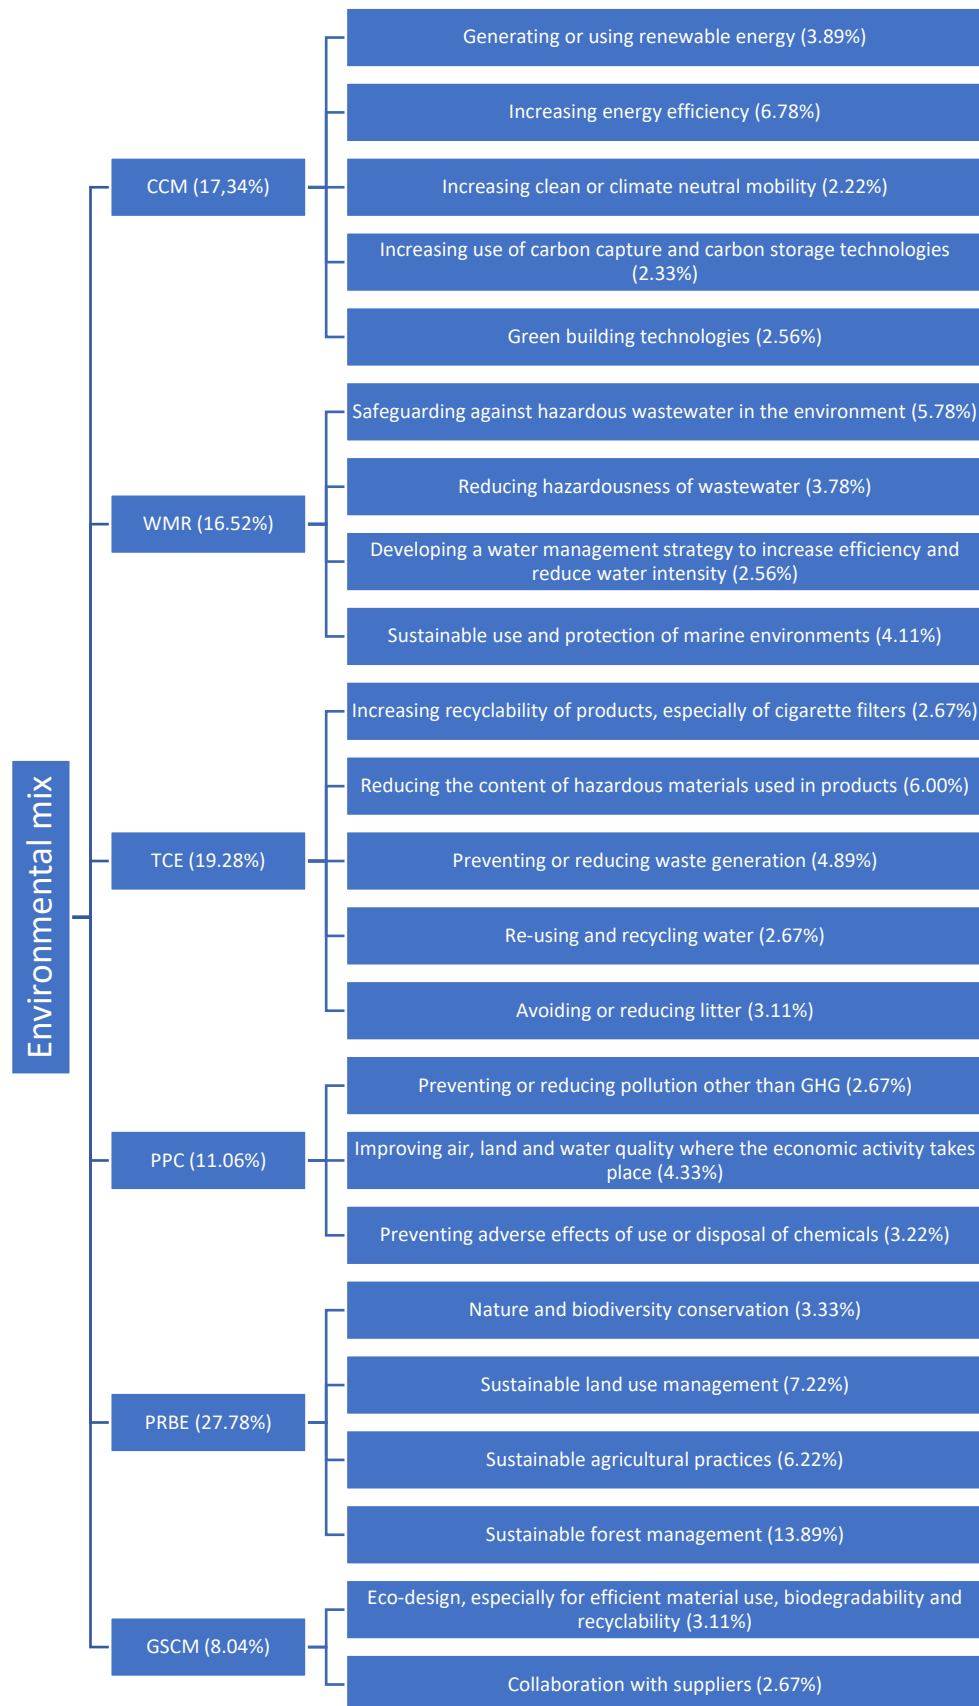 Environmental mix
CCM (17,34%)
Generating or using renewable energy (3.89%)
Increasing energy efficiency (6.78%)
Increasing clean or climate neutral mobility (2.22%)
Increasing use of carbon capture and carbon storage technologies
(2.33%)
Green building technologies (2.56%)
WMR (16.52%)
Safeguarding against hazardous wastewater in the environment (5.78%)
Reducing hazardousness of wastewater (3.78%)
Developing a water management strategy to increase efficiency and
reduce water intensity (2.56%)
Sustainable use and protection of marine environments (4.11%)
TCE (19.28%)
Increasing recyclability of products, especially of cigarette filters (2.67%)
Reducing the content of hazardous materials used in products (6.00%)
Preventing or reducing waste generation (4.89%)
Re-using and recycling water (2.67%)
Avoiding or reducing litter (3.11%)
PPC (11.06%)
Preventing or reducing pollution other than GHG (2.67%)
Improving air, land and water quality where the economic activity takes
place (4.33%)
Preventing adverse effects of use or disposal of chemicals (3.22%)
PRBE (27.78%)
Nature and biodiversity conservation (3.33%)
Sustainable land use management (7.22%)
Sustainable agricultural practices (6.22%)
Sustainable forest management (13.89%)
GSCM (8.04%)
Eco-design, especially for efficient material use, biodegradability and
recyclability (3.11%)
Collaboration with suppliers (2.67%)